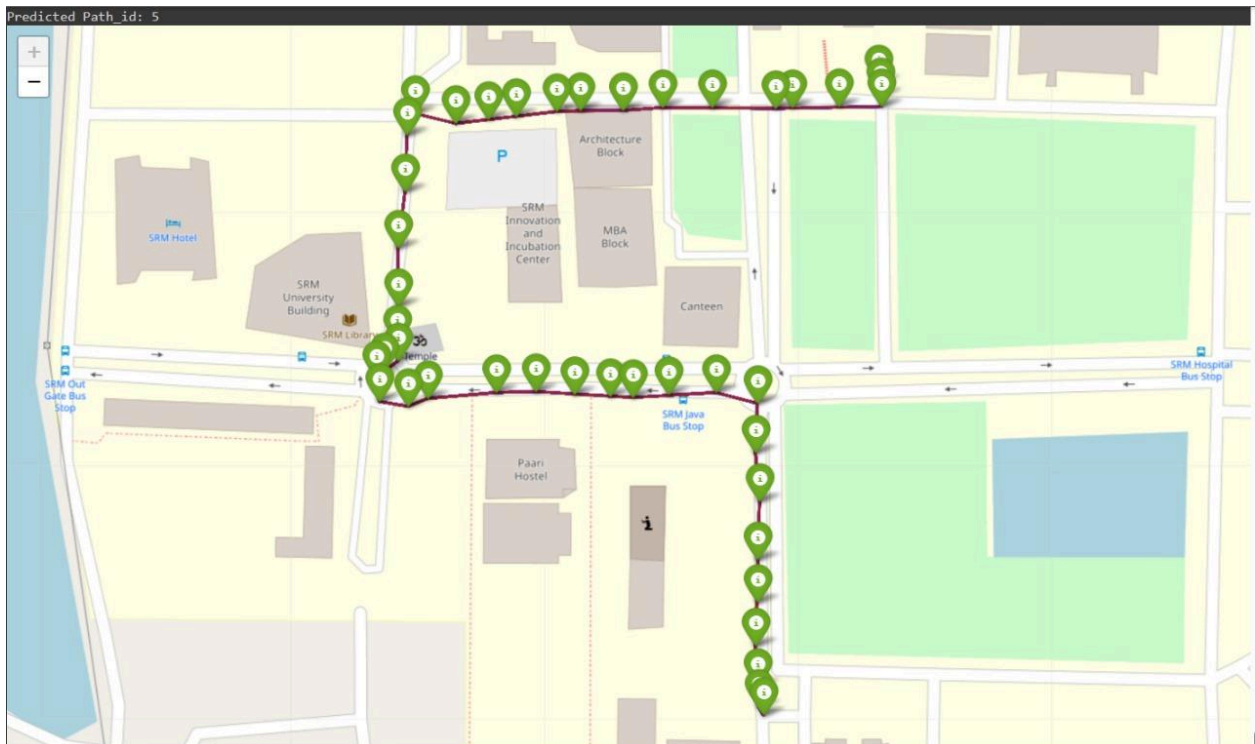 Predicted Path_id: 5
+
−
P
Architecture
Block
SRM Hotel
SRM
Innovation
and
Incubation
Center
MBA
Block
SRM
University
Building
Canteen
SRM Library
Temple
SRM Out
Gate Bus
Stop
SRM Hospital
Bus Stop
SRM Java
Bus Stop
Paari
Hostel